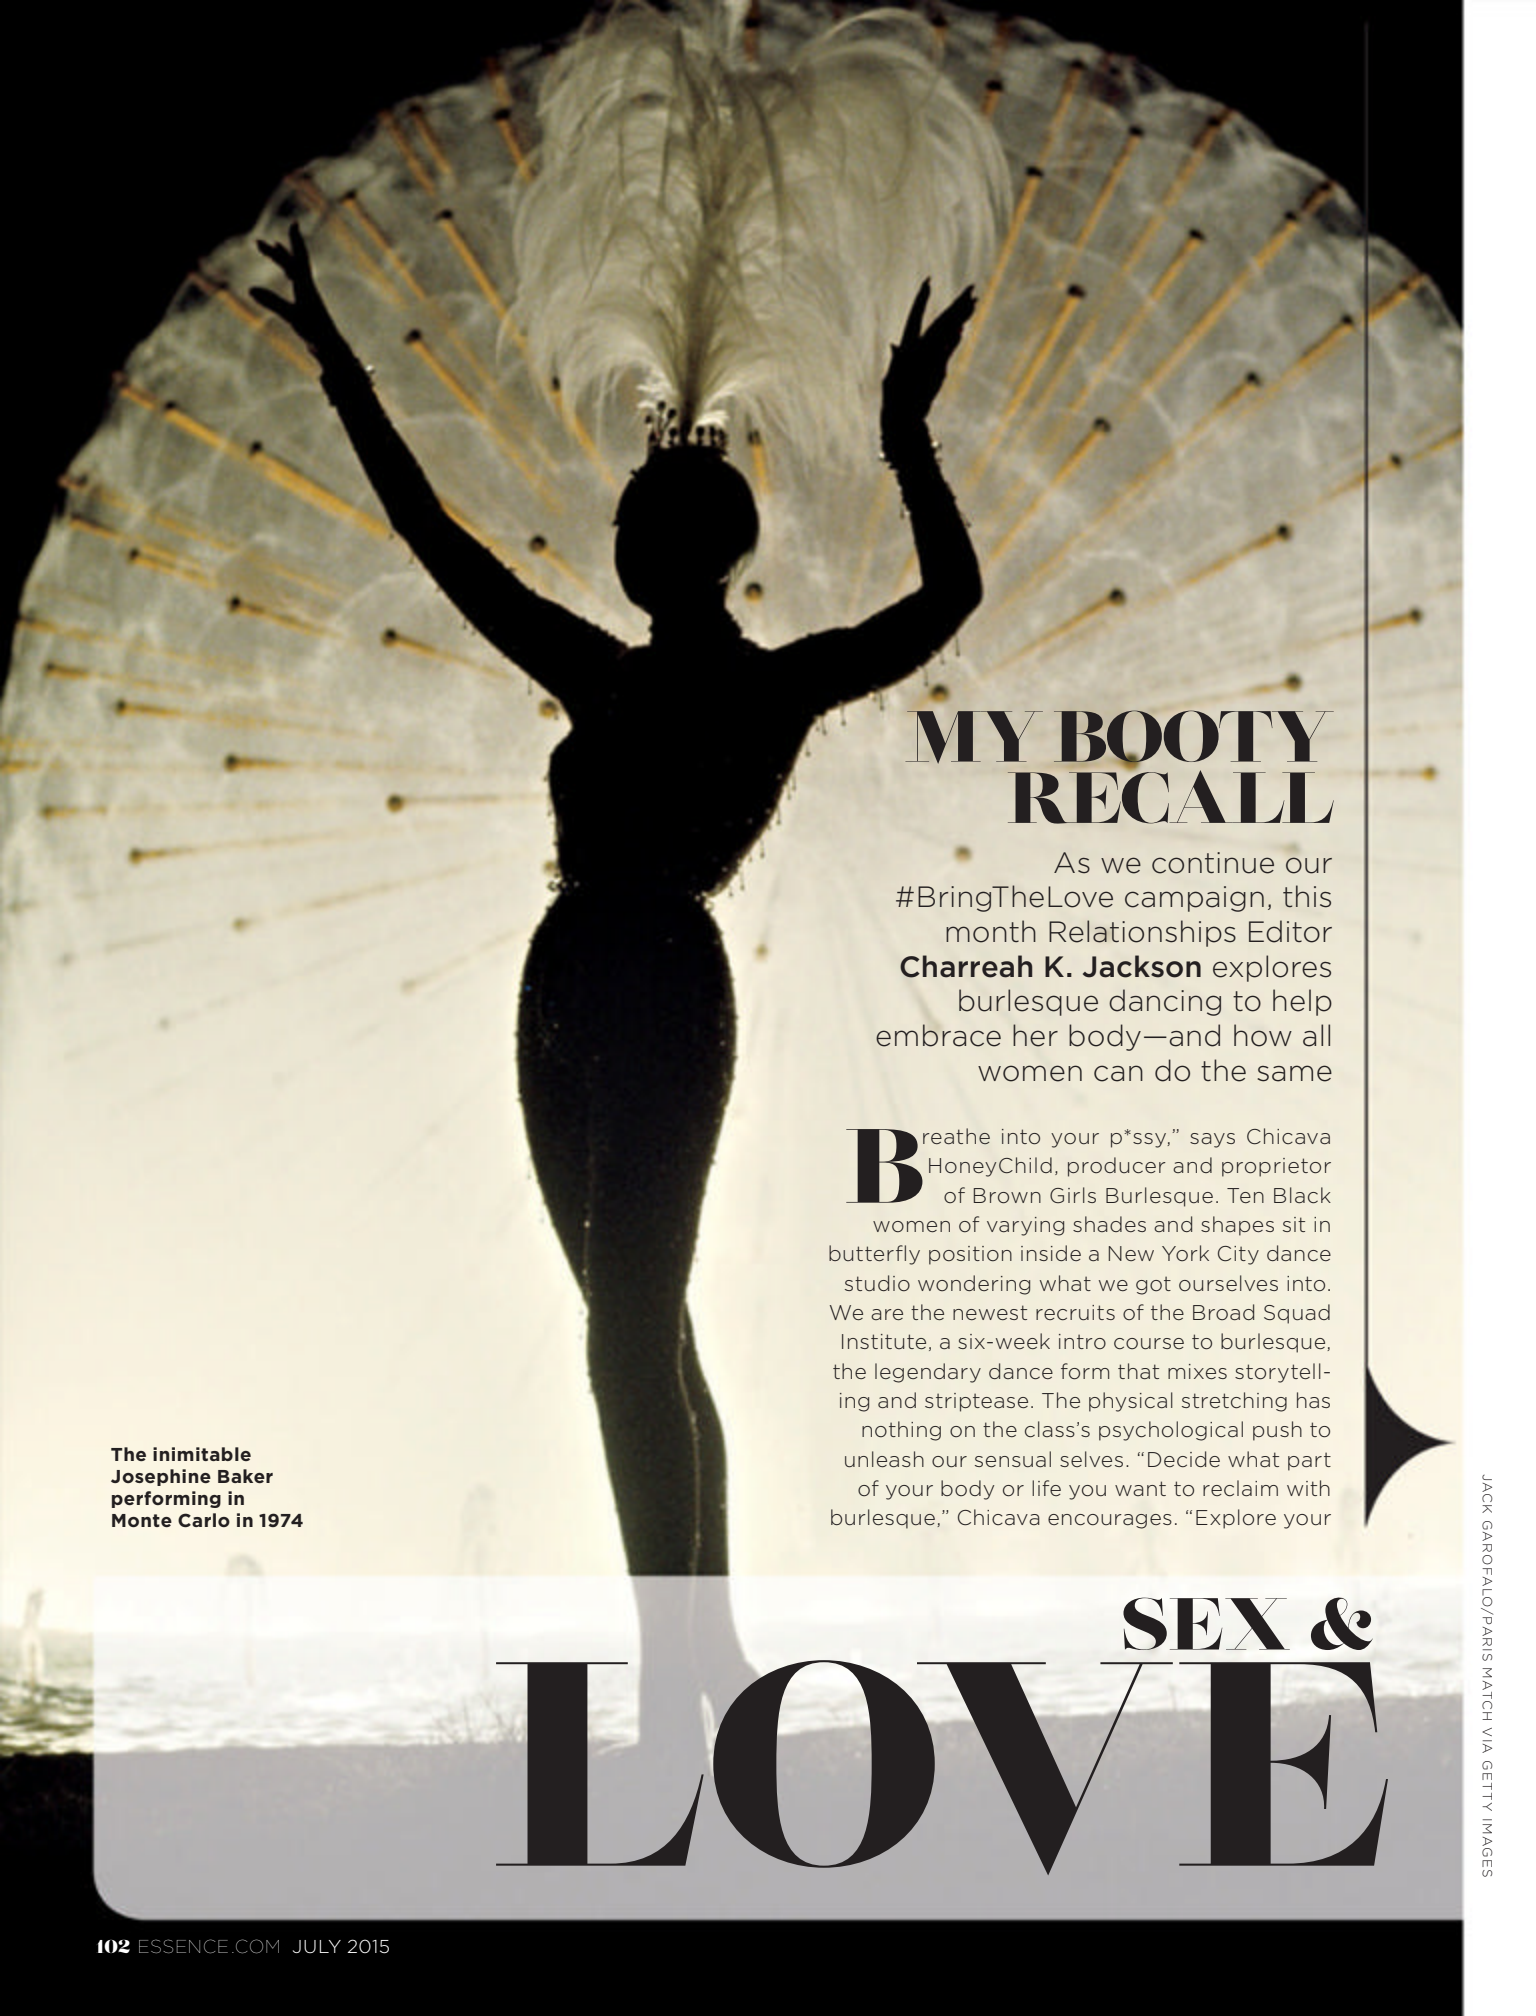 MY BOOTY
RECALL
As we continue our
#BringTheLove campaign, this
month Relationships Editor
Charreah K. Jackson explores
burlesque dancing to help
embrace her body—and how all
women can do the same
Breathe into your p*ssy,” says Chicava
HoneyChild, producer and proprietor
of Brown Girls Burlesque. Ten Black
women of varying shades and shapes sit in
butterfly position inside a New York City dance
studio wondering what we got ourselves into.
We are the newest recruits of the Broad Squad
Institute, a six-week intro course to burlesque,
the legendary dance form that mixes storytell-
ing and striptease. The physical stretching has
nothing on the class’s psychological push to
unleash our sensual selves. “Decide what part
of your body or life you want to reclaim with
burlesque,” Chicava encourages. “Explore your
The inimitable
Josephine Baker
performing in
Monte Carlo in 1974
SEX &
LOVE
102 ESSENCE.COM JULY 2015
JACK GAROFALO/PARIS MATCH VIA GETTY IMAGES